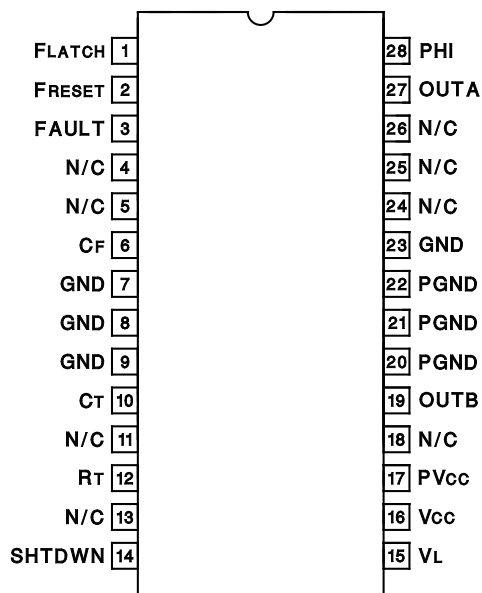 FLATCH 1 28 PHI
FRESET 2 27 OUTA
FAULT 3 26 N/C
N/C 4 25 N/C
N/C 5 24 N/C
CF 6 23 GND
GND 7 22 PGND
GND 8 21 PGND
GND 9 20 PGND
CT 10 19 OUTB
N/C 11 18 N/C
RT 12 17 PVCC
N/C 13 16 VCC
SHTDWN 14 15 VL